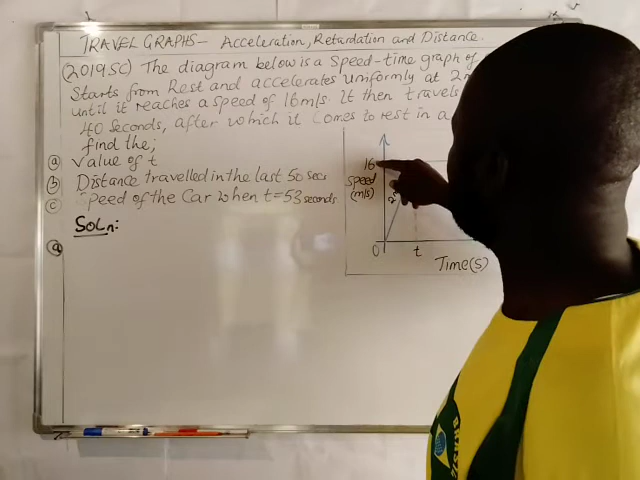 TRAVEL GRAPHS - Acceleration, Retardation and Distance.
(2019SC) The diagram below is a Speed-time graph of
Starts from Rest and accelerates uniformly at
until it reaches a speed of 16m/s. It then travels
40 Seconds, after which it Comes to rest in a
find the;
(a) Value of t
(b) Distance travelled in the last 50 secs
(c) Speed of the Car when t=53 seconds
SoLn:
(a)
16
Speed
(m/s)
0
t
Time(s)